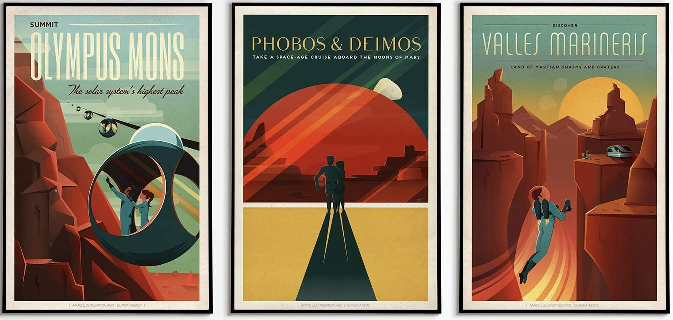 SUMMIT
OLYMPUS MONS
The solar system's highest peak
PHOBOS & DEIMOS
TAKE A SPACE-AGE CRUISE ABOARD THE MOONS OF MARS
DISCOVER
VALLES MARINERIS
LAND OF MARTIAN CHASMS AND CRATERS